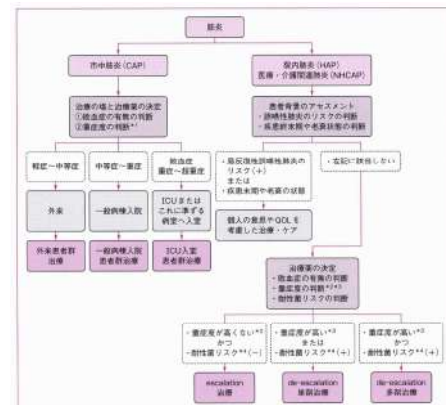 肺炎
市中肺炎(CAP)
院内肺炎(HAP)
医療・介護関連肺炎(NHCAP)
治療の場と治療薬の決定
①敗血症の有無の判断
②重症度の判断*1
患者背景のアセスメント
・誤嚥性肺炎のリスクの判断
・疾患終末期や老衰状態の判断
軽症〜中等症
中等症〜重症
敗血症
重症〜超重症
・易反復性誤嚥性肺炎の
リスク(+)
または
・疾患終末期や老衰の状態
・左記に該当しない
外来
一般病棟入院
ICUまたは
これに準ずる
病室へ入室
個人の意思やQOLを
考慮した治療・ケア
外来患者群
治療
一般病棟入院
患者群治療
ICU入室
患者群治療
治療薬の決定
・敗血症の有無の判断
・重症度の判断*2*3
・耐性菌リスクの判断
・重症度が高くない*3
かつ
・耐性菌リスク*4(−)
・重症度が高い*3
または
・耐性菌リスク*4(+)
・重症度が高い*3
かつ
・耐性菌リスク*4(+)
escalation
治療
de-escalation
単剤治療
de-escalation
多剤治療